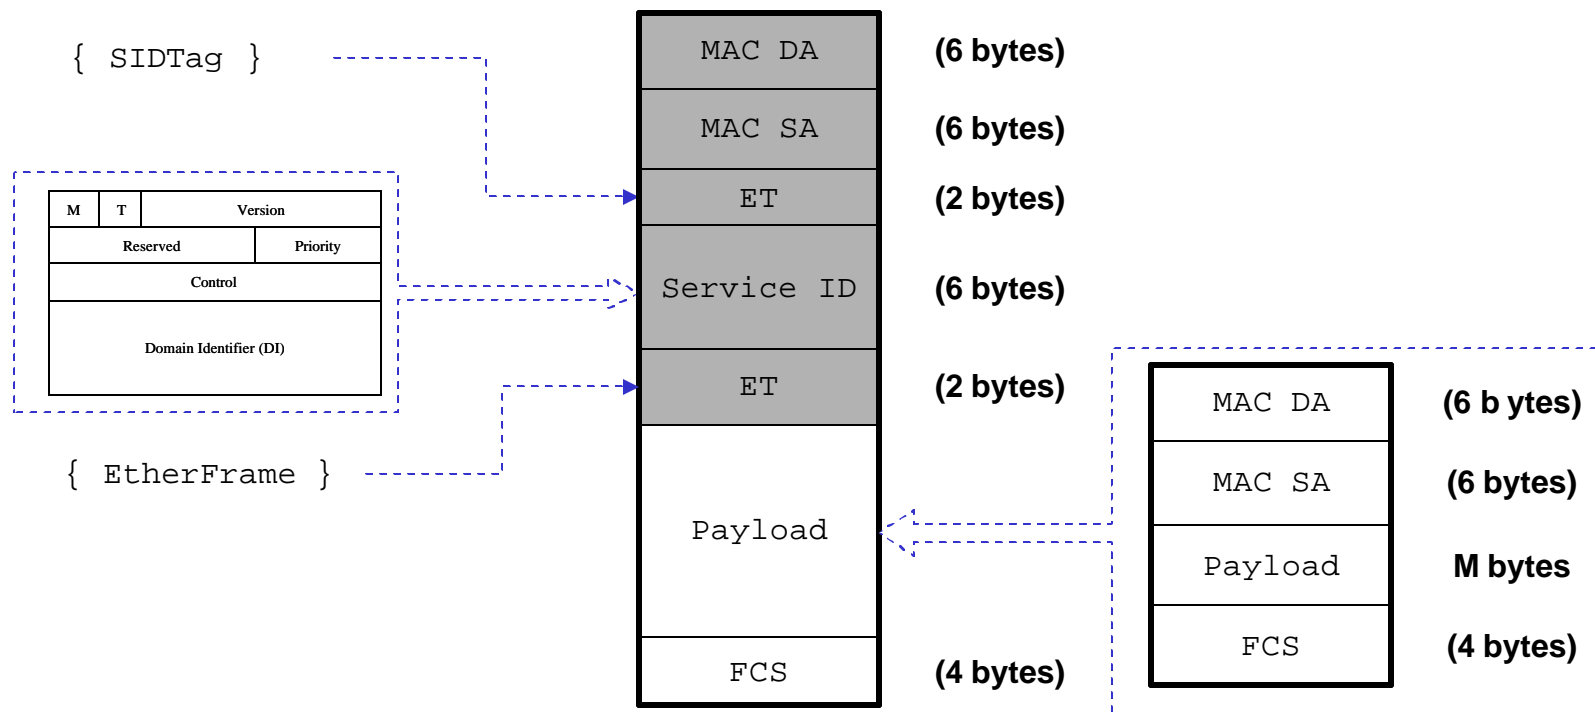 { SIDTag }
MAC DA (6 bytes)
MAC SA (6 bytes)
ET (2 bytes)
M T Version
Reserved Priority
Control
Domain Identifier (DI)
Service ID (6 bytes)
ET (2 bytes)
{ EtherFrame }
Payload
FCS (4 bytes)
MAC DA (6 b ytes)
MAC SA (6 bytes)
Payload M bytes
FCS (4 bytes)